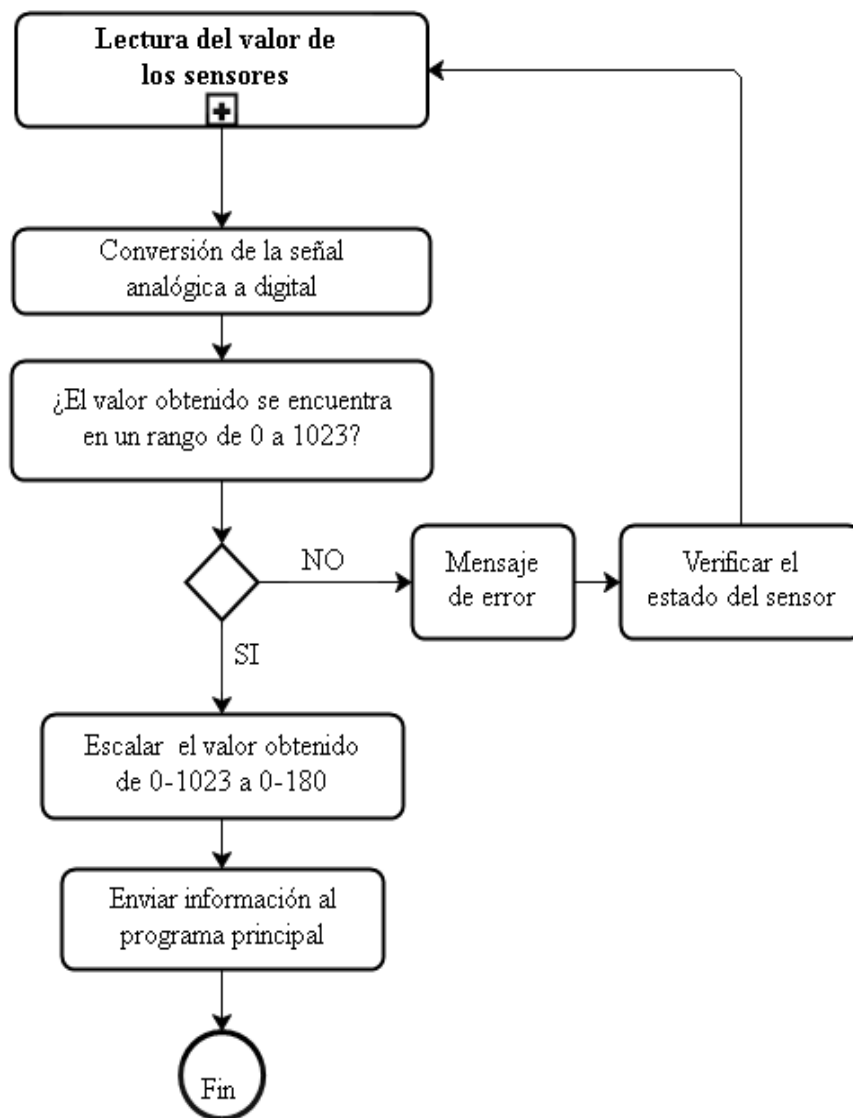 Lectura del valor de
los sensores
Conversión de la señal
analógica a digital
¿El valor obtenido se encuentra
en un rango de 0 a 1023?
NO
Mensaje
de error
Verificar el
estado del sensor
SI
Escalar el valor obtenido
de 0-1023 a 0-180
Enviar información al
programa principal
Fin